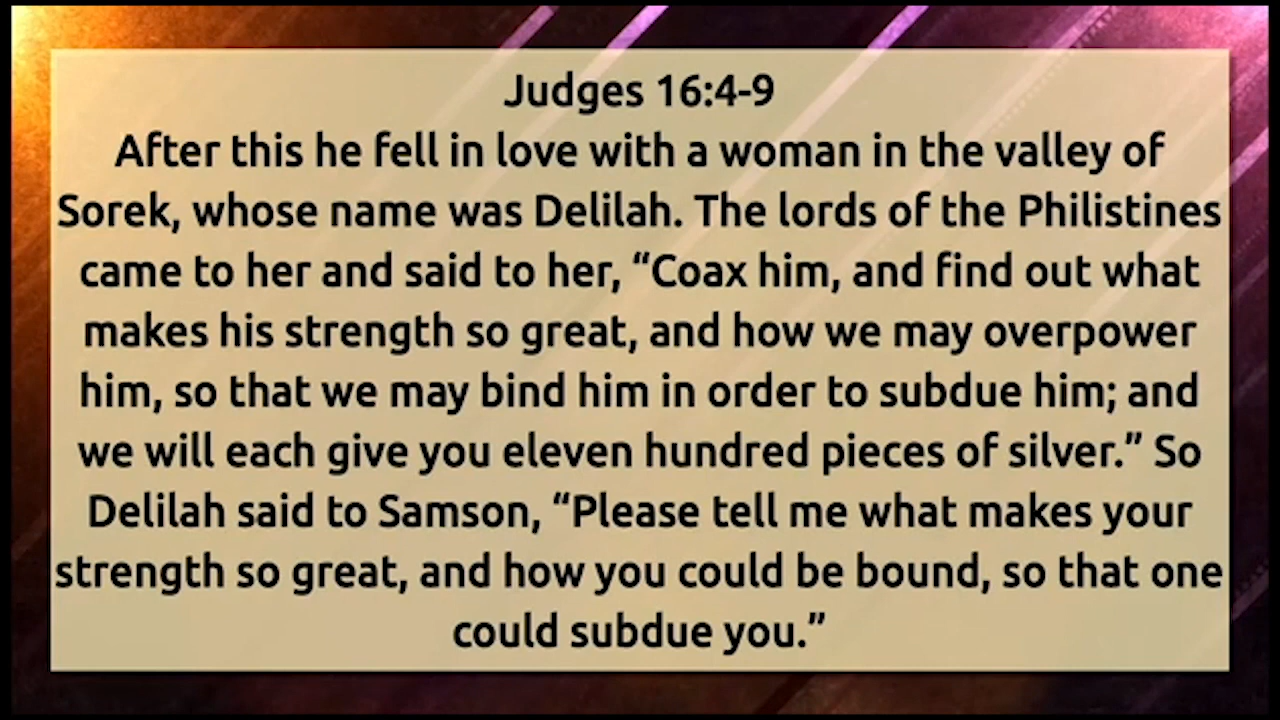 Judges 16:4-9
After this he fell in love with a woman in the valley of
Sorek, whose name was Delilah. The lords of the Philistines
came to her and said to her, “Coax him, and find out what
makes his strength so great, and how we may overpower
him, so that we may bind him in order to subdue him; and
we will each give you eleven hundred pieces of silver.” So
Delilah said to Samson, “Please tell me what makes your
strength so great, and how you could be bound, so that one
could subdue you.”